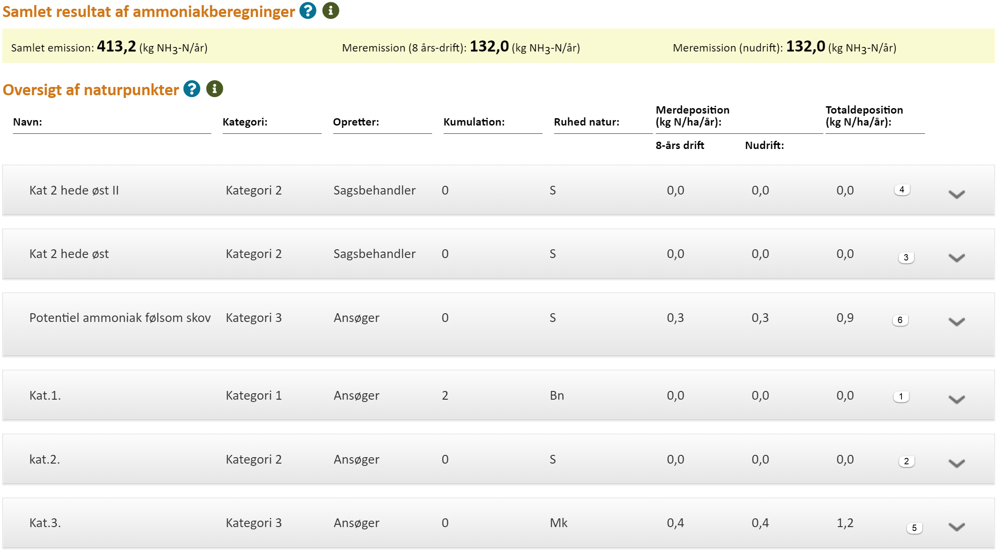 Samlet resultat af ammoniakberegninger ? i
Samlet emission: 413,2 (kg NH3-N/år) Meremission (8 års-drift): 132,0 (kg NH3-N/år) Meremission (nudrift): 132,0 (kg NH3-N/år)
Oversigt af naturpunkter ? i
Navn: Kategori: Opretter: Kumulation: Ruhed natur: Merdeposition (kg N/ha/år): Totaldeposition (kg N/ha/år):
8-års drift Nudrift:
Kat 2 hede øst II Kategori 2 Sagsbehandler 0 S 0,0 0,0 0,0 4
Kat 2 hede øst Kategori 2 Sagsbehandler 0 S 0,0 0,0 0,0 3
Potentiel ammoniak følsom skov Kategori 3 Ansøger 0 S 0,3 0,3 0,9 6
Kat.1. Kategori 1 Ansøger 2 Bn 0,0 0,0 0,0 1
kat.2. Kategori 2 Ansøger 0 S 0,0 0,0 0,0 2
Kat.3. Kategori 3 Ansøger 0 Mk 0,4 0,4 1,2 5